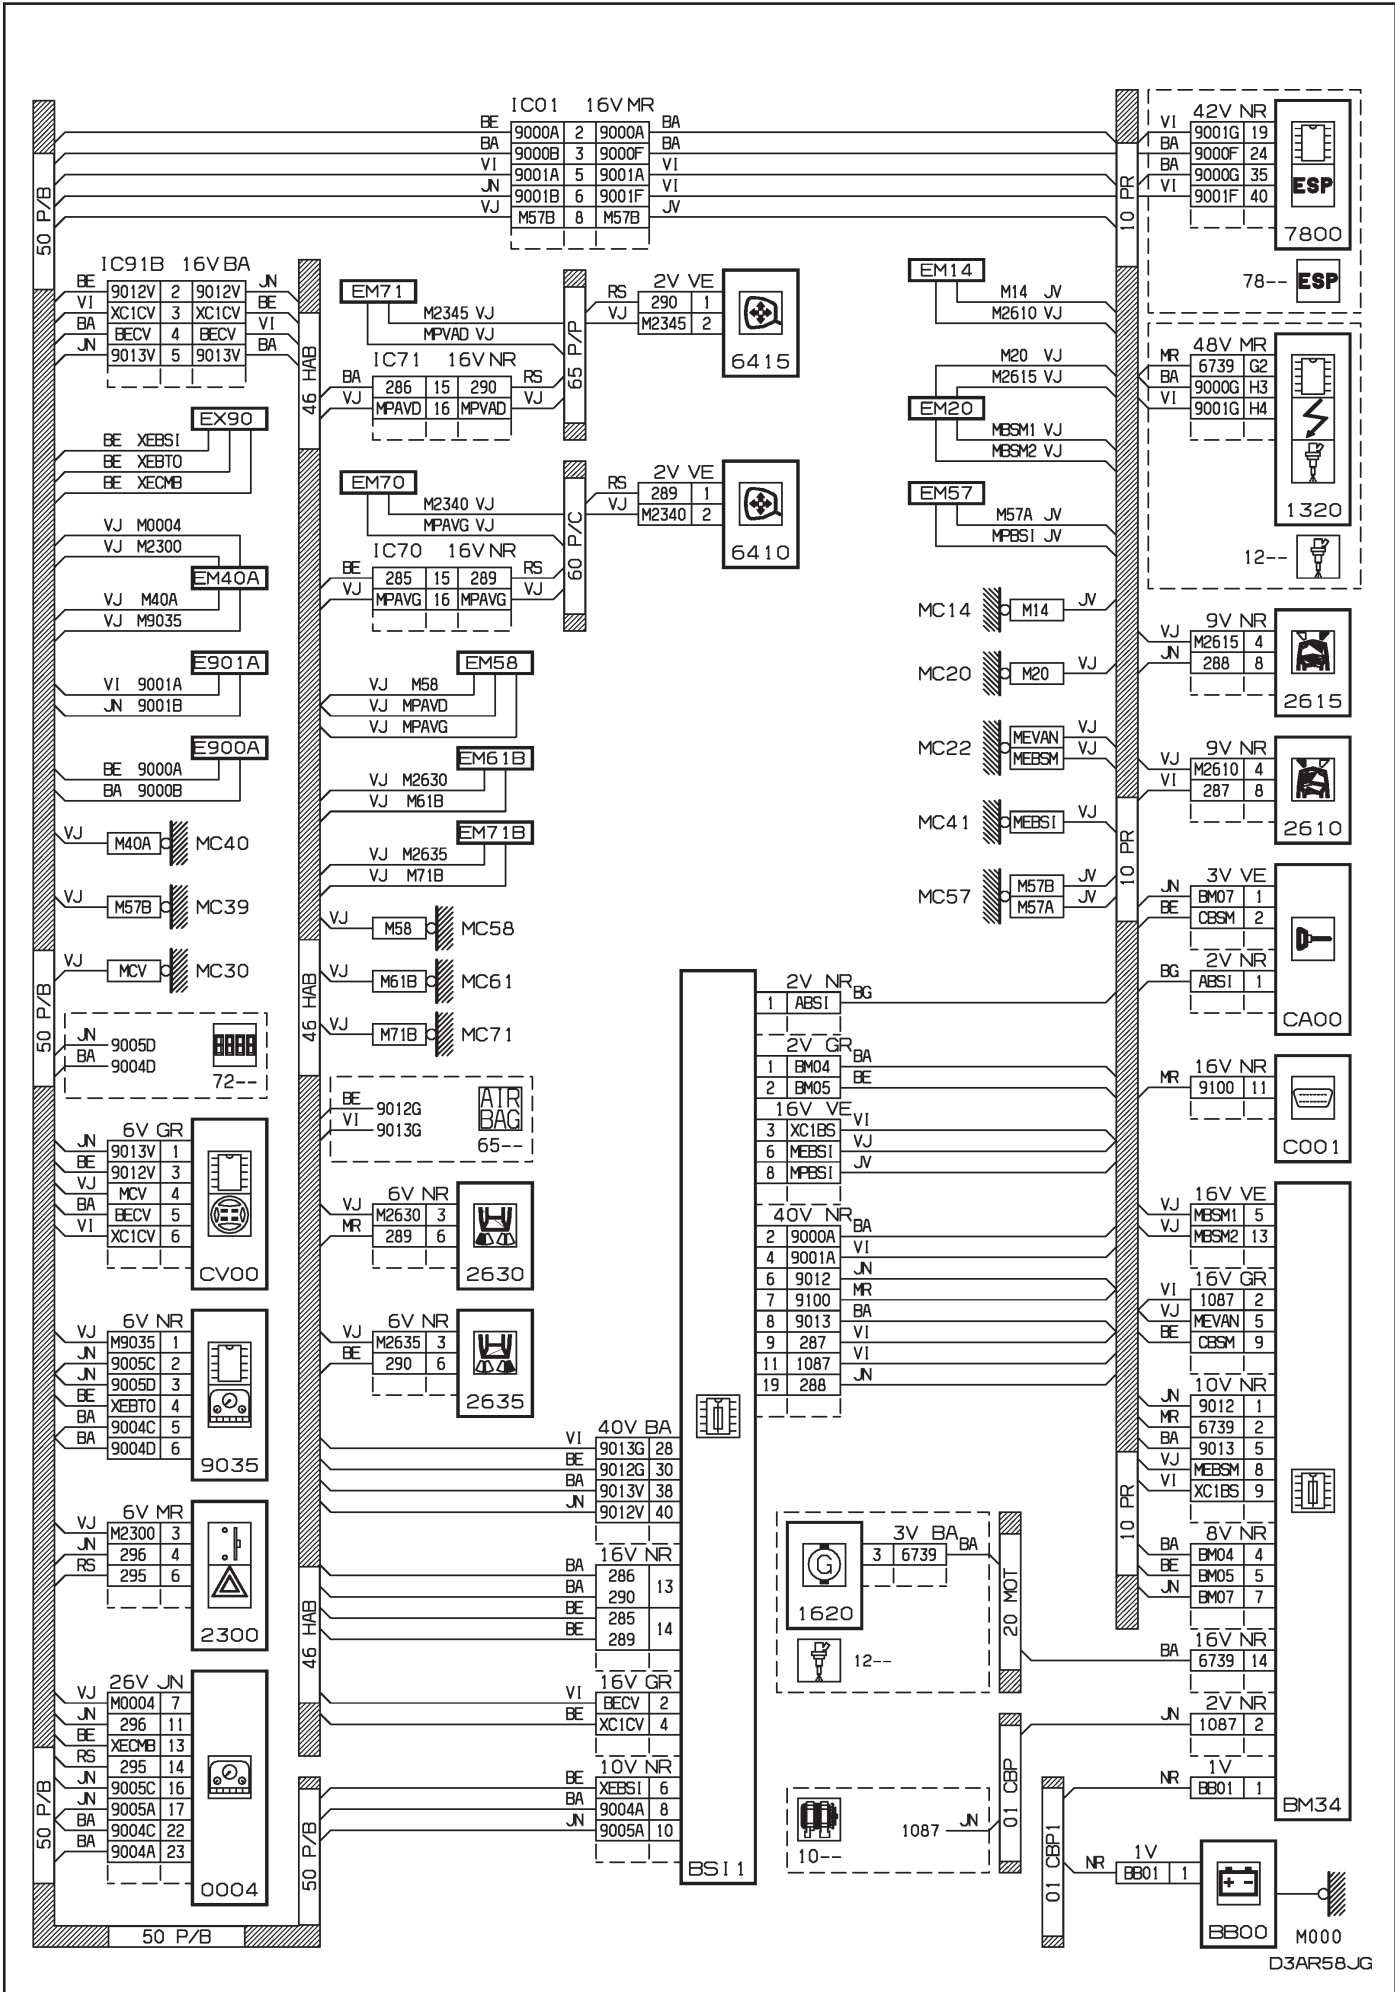 IC01 16V MR
BE 9000A 2 9000A BA
BA 9000B 3 9000F BA
VI 9001A 5 9001A VI
JN 9001B 6 9001F VI
VJ M57B 8 M57B JV
50 P/B
10 PR
42V NR
VI 9001G 19
BA 9000F 24
BA 9000G 35
VI 9001F 40
ESP
7800
78-- ESP
IC91B 16V BA
BE 9012V 2 9012V JN
VI XC1CV 3 XC1CV BE
BA BECV 4 BECV VI
JN 9013V 5 9013V BA
46 HAB
EX90
BE XEBSI
BE XEBTO
BE XECMB
VJ M0004
VJ M2300
EM40A
VJ M40A
VJ M9035
E901A
VI 9001A
JN 9001B
E900A
BE 9000A
BA 9000B
VJ M40A MC40
VJ M57B MC39
VJ MCV MC30
50 P/B
JN 9005D
BA 9004D
8888
72--
6V GR
JN 9013V 1
BE 9012V 3
VJ MCV 4
BA BECV 5
VI XC1CV 6
CV00
6V NR
VJ M9035 1
JN 9005C 2
JN 9005D 3
BE XEBTO 4
BA 9004C 5
BA 9004D 6
9035
6V MR
VJ M2300 3
JN 296 4
RS 295 6
2300
26V JN
VJ M0004 7
JN 296 11
BE XECMB 13
RS 295 14
JN 9005C 16
JN 9005A 17
BA 9004C 22
BA 9004A 23
0004
50 P/B
50 P/B
EM71
M2345 VJ
MPVAD VJ
65 P/P
IC71 16V NR
BA 286 15 290 RS
VJ MPAVD 16 MPVAD VJ
2V VE
RS 290 1
VJ M2345 2
6415
EM70
M2340 VJ
MPAVG VJ
60 P/C
IC70 16V NR
BE 285 15 289 RS
VJ MPAVG 16 MPAVG VJ
2V VE
RS 289 1
VJ M2340 2
6410
EM58
VJ M58
VJ MPAVD
VJ MPAVG
EM61B
VJ M2630
VJ M61B
EM71B
VJ M2635
VJ M71B
VJ M58 MC58
VJ M61B MC61
VJ M71B MC71
46 HAB
BE 9012G
VI 9013G
AIR
BAG
65--
6V NR
VJ M2630 3
MR 289 6
2630
6V NR
VJ M2635 3
BE 290 6
2635
40V BA
VI 9013G 28
BE 9012G 30
BA 9013V 38
JN 9012V 40
16V NR
BA 286
13
BA 290
BE 285
14
BE 289
46 HAB
16V GR
VI BECV 2
BE XC1CV 4
10V NR
BE XEBSI 6
BA 9004A 8
JN 9005A 10
50 P/B
BSI1
2V NR
1 ABSI BG
2V GR
1 BM04 BA
2 BM05 BE
16V VE
3 XC1BS VI
6 MEBSI VJ
8 MPBSI JV
40V NR
2 9000A BA
4 9001A VI
6 9012 JN
7 9100 MR
8 9013 BA
9 287 VI
11 1087 VI
19 288 JN
EM14
M14 JV
M2610 VJ
M20 VJ
M2615 VJ
EM20
MBSM1 VJ
MBSM2 VJ
EM57
M57A JV
MPBSI JV
MC14 M14 JV
MC20 M20 VJ
MC22 MEVAN VJ
MEBSM VJ
MC41 MEBSI VJ
MC57 M57B JV
M57A JV
10 PR
48V MR
MR 6739 G2
BA 9000G H3
VI 9001G H4
1320
12--
9V NR
VJ M2615 4
JN 288 8
2615
9V NR
VJ M2610 4
VI 287 8
2610
3V VE
JN BM07 1
BE CBSM 2
2V NR
BG ABSI 1
CA00
16V NR
MR 9100 11
C001
16V VE
VJ MBSM1 5
VJ MBSM2 13
16V GR
VI 1087 2
VJ MEVAN 5
BE CBSM 9
10V NR
JN 9012 1
MR 6739 2
BA 9013 5
VJ MEBSM 8
VI XC1BS 9
10 PR
8V NR
BA BM04 4
BE BM05 5
JN BM07 7
16V NR
BA 6739 14
2V NR
JN 1087 2
1V
NR BB01 1
BM34
3V BA
G
3 6739 BA
1620
12--
20 MOT
10--
1087 JN
01 CBP
01 CBP1
1V
NR BB01 1
+ -
BB00
M000
D3AR58JG